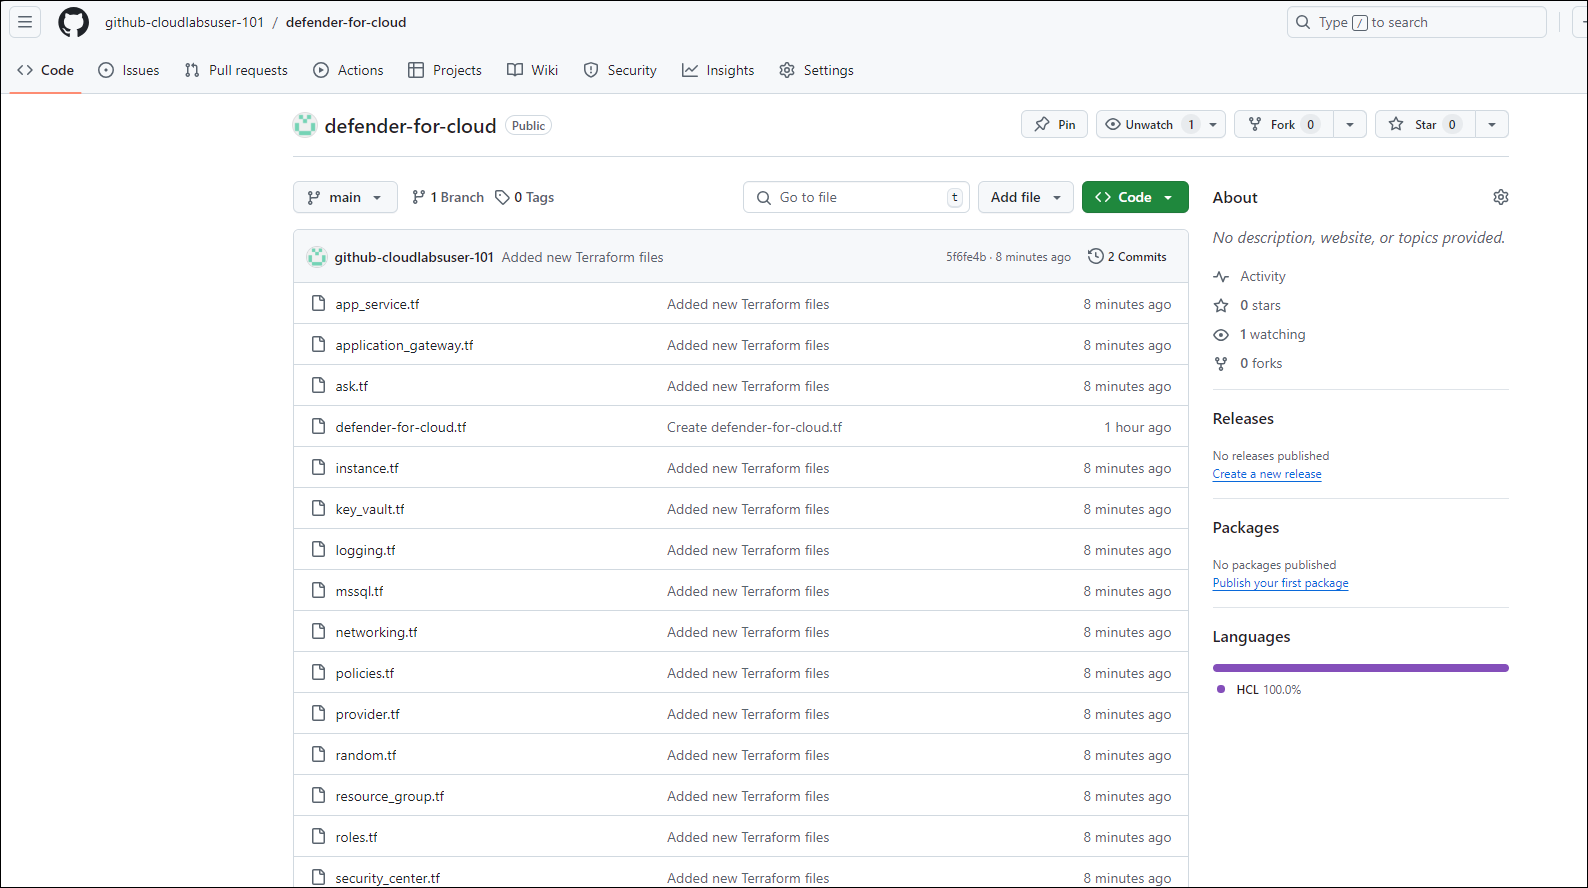 github-cloudlabsuser-101 / defender-for-cloud
Type / to search
Code Issues Pull requests Actions Projects Wiki Security Insights Settings
defender-for-cloud Public
Pin Unwatch 1 Fork 0 Star 0
main 1 Branch 0 Tags Go to file t Add file Code
github-cloudlabsuser-101 Added new Terraform files 5f6fe4b · 8 minutes ago 2 Commits
app_service.tf Added new Terraform files 8 minutes ago
application_gateway.tf Added new Terraform files 8 minutes ago
ask.tf Added new Terraform files 8 minutes ago
defender-for-cloud.tf Create defender-for-cloud.tf 1 hour ago
instance.tf Added new Terraform files 8 minutes ago
key_vault.tf Added new Terraform files 8 minutes ago
logging.tf Added new Terraform files 8 minutes ago
mssql.tf Added new Terraform files 8 minutes ago
networking.tf Added new Terraform files 8 minutes ago
policies.tf Added new Terraform files 8 minutes ago
provider.tf Added new Terraform files 8 minutes ago
random.tf Added new Terraform files 8 minutes ago
resource_group.tf Added new Terraform files 8 minutes ago
roles.tf Added new Terraform files 8 minutes ago
security_center.tf Added new Terraform files 8 minutes ago
About
No description, website, or topics provided.
Activity
0 stars
1 watching
0 forks
Releases
No releases published
Create a new release
Packages
No packages published
Publish your first package
Languages
HCL 100.0%